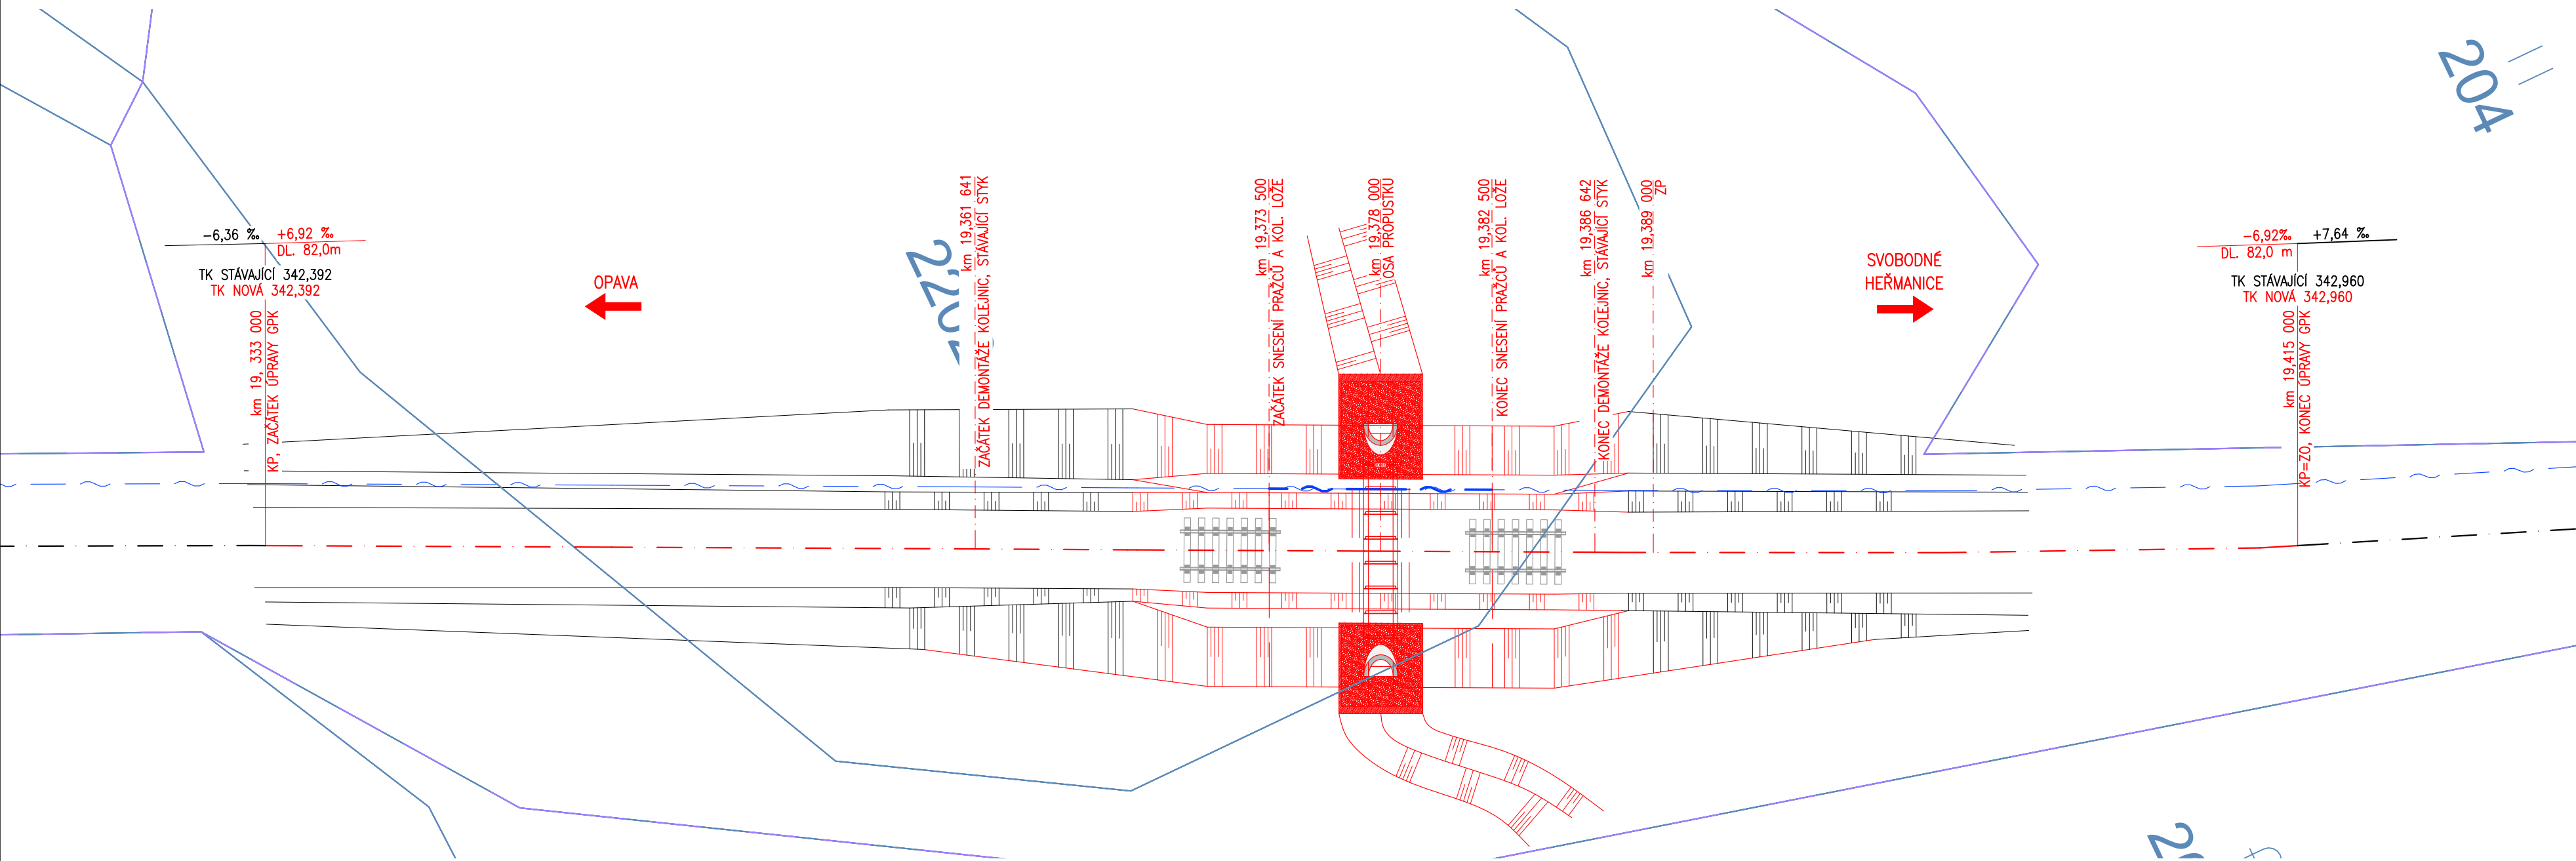 −6,36 ‰
+6,92 ‰
DL. 82,0m
TK STÁVAJÍCÍ 342,392
TK NOVÁ 342,392
km 19, 333 000
KP, ZAČÁTEK ÚPRAVY GPK
OPAVA
km 19,361 641
ZAČÁTEK DEMONTÁŽE KOLEJNIC, STÁVAJÍCÍ STYK
km 19,373 500
ZAČÁTEK SNESENÍ PRAŽCŮ A KOL. LOŽE
km 19,378 000
OSA PROPUSTKU
km 19,382 500
KONEC SNESENÍ PRAŽCŮ A KOL. LOŽE
km 19,386 642
KONEC DEMONTÁŽE KOLEJNIC, STÁVAJÍCÍ STYK
km 19,389 000
ZP
SVOBODNÉ
HEŘMANICE
−6,92‰
+7,64 ‰
DL. 82,0 m
TK STÁVAJÍCÍ 342,960
TK NOVÁ 342,960
km 19,415 000
KP=ZO, KONEC ÚPRAVY GPK
204